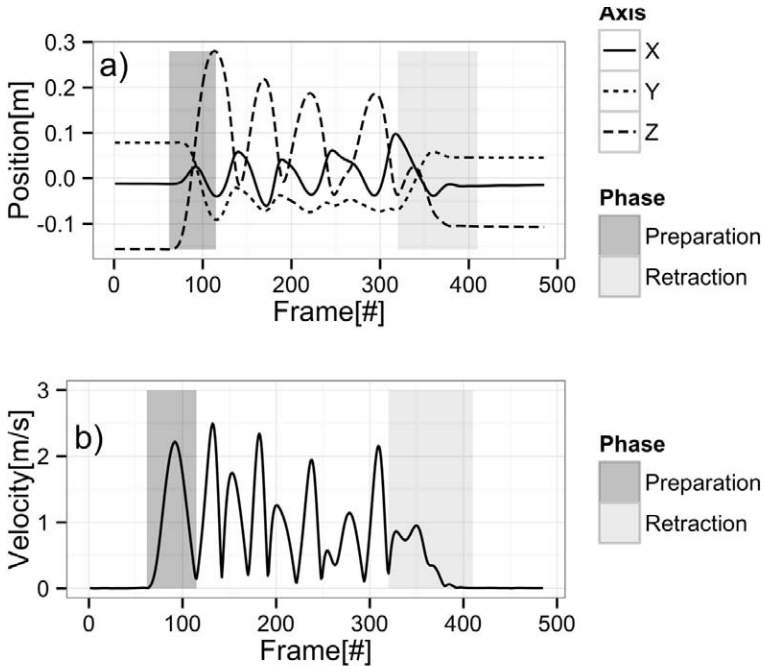 Axis
X
Y
Z
Phase
Preparation
Retraction
a)
Position[m]
0.3
0.2
0.1
0.0
-0.1
0 100 200 300 400 500
Frame[#]
b)
Velocity[m/s]
3
2
1
0
0 100 200 300 400 500
Frame[#]
Phase
Preparation
Retraction